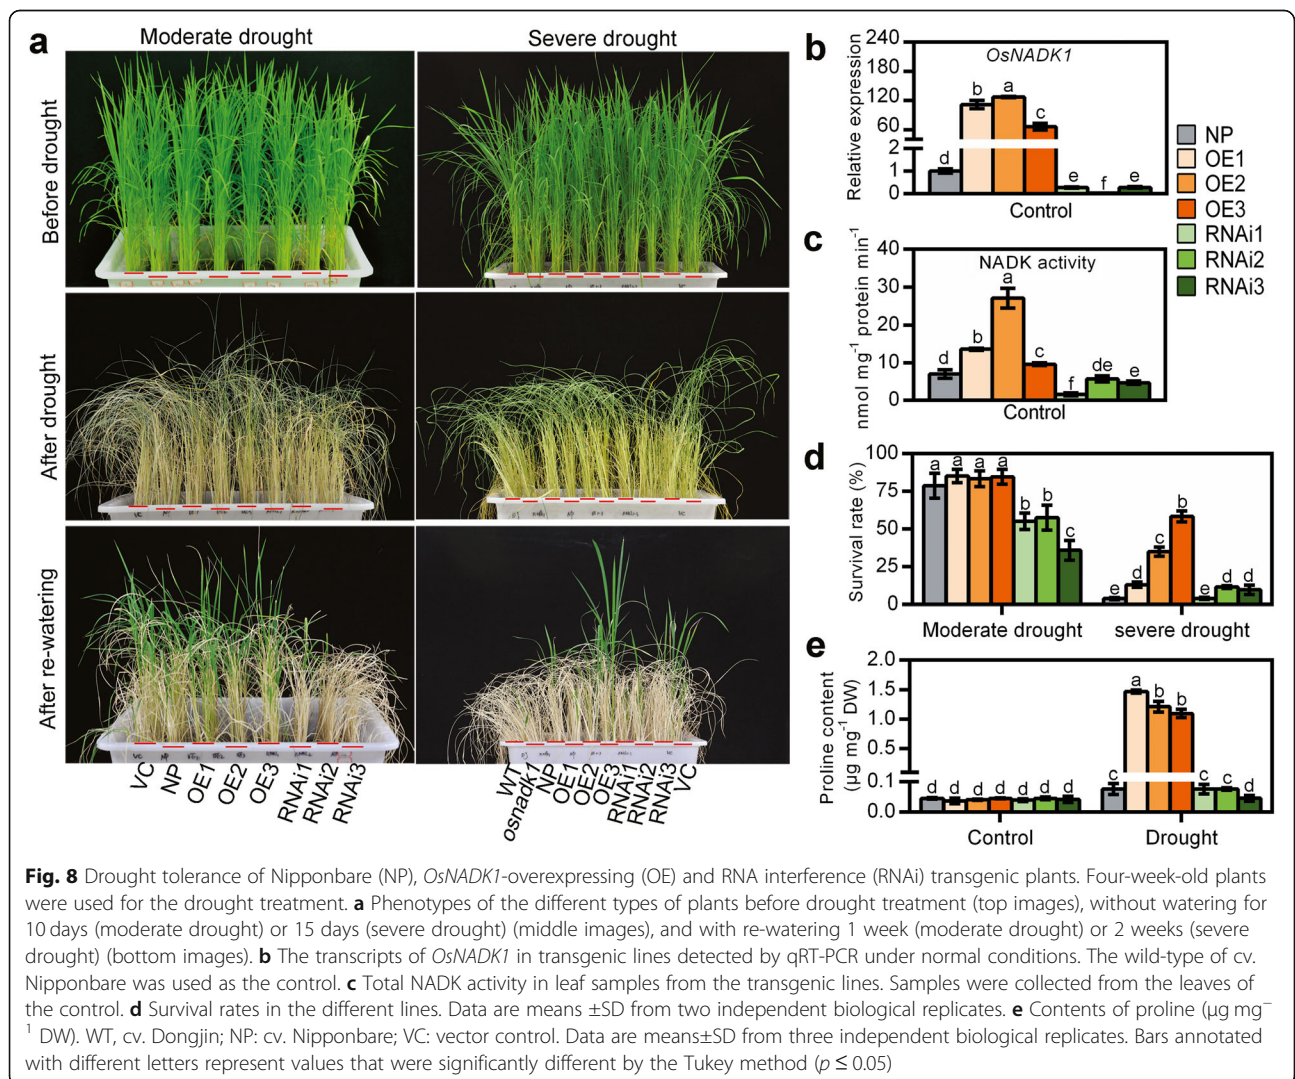 a
Moderate drought
Severe drought
Before drought
After drought
After re-watering
VC
NP
OE1
OE2
OE3
RNAi1
RNAi2
RNAi3
WT
osnadk1
NP
OE1
OE2
OE3
RNAi1
RNAi2
RNAi3
VC
b
OsNADK1
Relative expression
240
180
120
60
2
1
0
d
b
a
c
e
f
e
Control
NP
OE1
OE2
OE3
RNAi1
RNAi2
RNAi3
c
NADK activity
nmol mg⁻¹ protein min⁻¹
40
30
20
10
0
d
b
a
c
f
de
e
Control
d
Survival rate (%)
100
75
50
25
0
a
a
a
a
b
b
c
e
d
c
b
e
d
d
Moderate drought
severe drought
e
Proline content
(µg mg⁻¹ DW)
2.0
1.5
1.0
0.5
0.1
0.0
d
d
d
d
d
d
d
c
a
b
b
c
c
d
Control
Drought
Fig. 8 Drought tolerance of Nipponbare (NP), OsNADK1-overexpressing (OE) and RNA interference (RNAi) transgenic plants. Four-week-old plants
were used for the drought treatment. a Phenotypes of the different types of plants before drought treatment (top images), without watering for
10 days (moderate drought) or 15 days (severe drought) (middle images), and with re-watering 1 week (moderate drought) or 2 weeks (severe
drought) (bottom images). b The transcripts of OsNADK1 in transgenic lines detected by qRT-PCR under normal conditions. The wild-type of cv.
Nipponbare was used as the control. c Total NADK activity in leaf samples from the transgenic lines. Samples were collected from the leaves of
the control. d Survival rates in the different lines. Data are means ±SD from two independent biological replicates. e Contents of proline (µg mg⁻
¹ DW). WT, cv. Dongjin; NP: cv. Nipponbare; VC: vector control. Data are means±SD from three independent biological replicates. Bars annotated
with different letters represent values that were significantly different by the Tukey method (p ≤ 0.05)